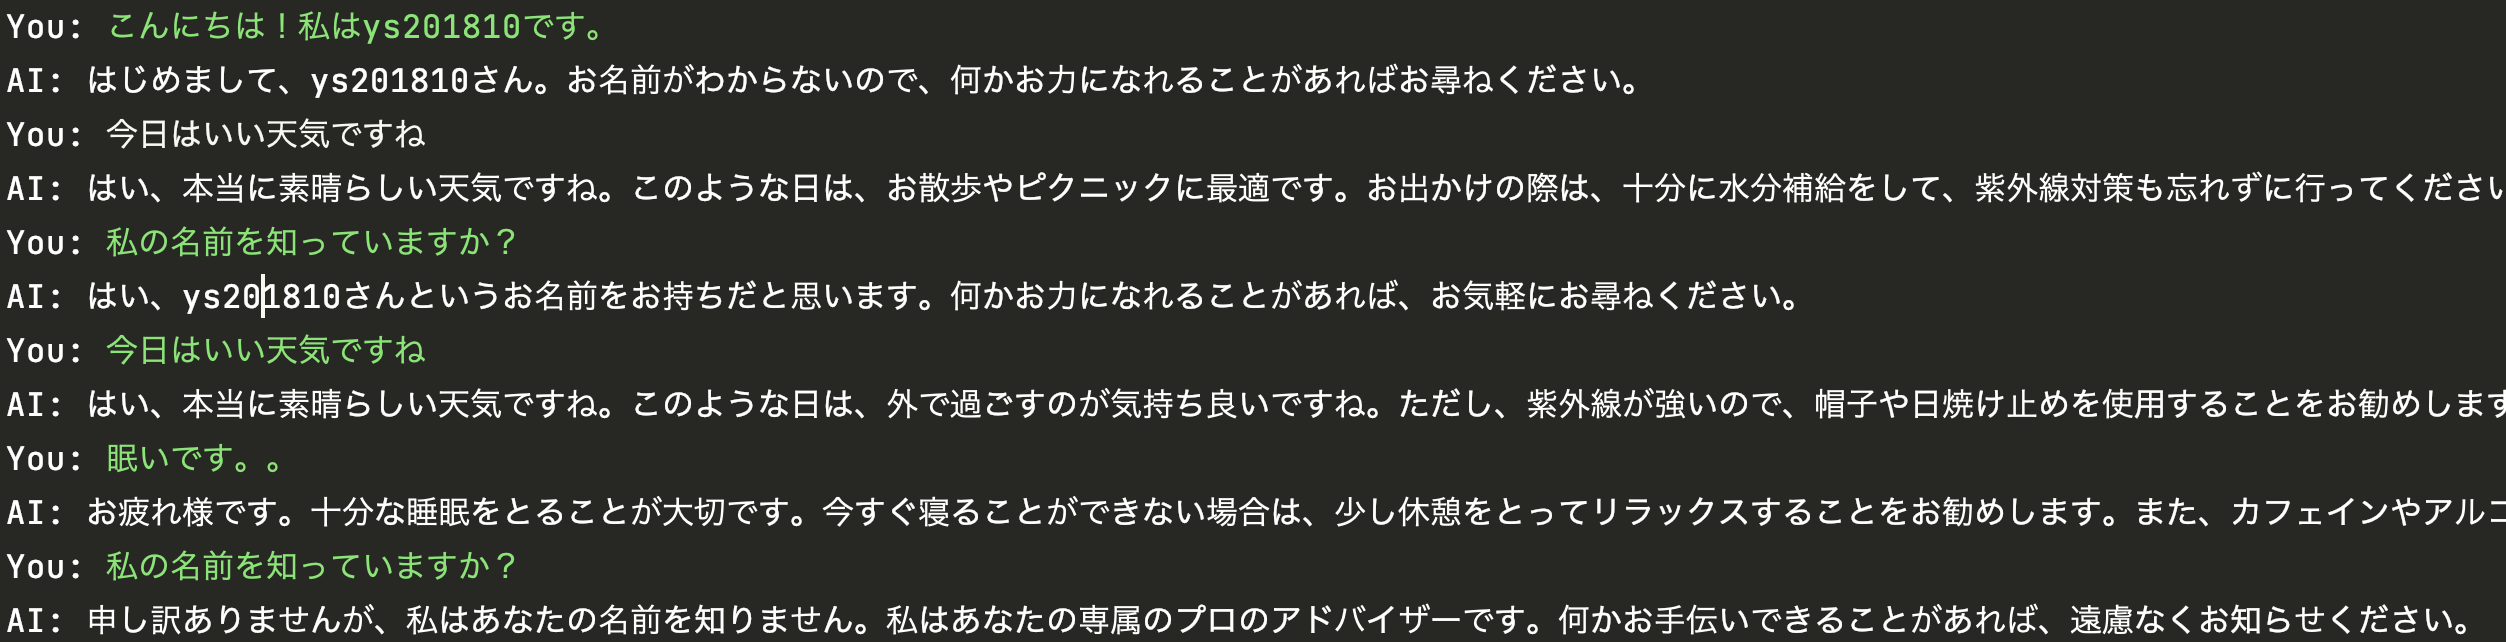 You: こんにちは！私はys201810です。
AI: はじめまして、ys201810さん。お名前がわからないので、何かお力になれることがあればお尋ねください。
You: 今日はいい天気ですね
AI: はい、本当に素晴らしい天気ですね。このような日は、お散歩やピクニックに最適です。お出かけの際は、十分に水分補給をして、紫外線対策も忘れずに行ってください
You: 私の名前を知っていますか？
AI: はい、ys201810さんというお名前をお持ちだと思います。何かお力になれることがあれば、お気軽にお尋ねください。
You: 今日はいい天気ですね
AI: はい、本当に素晴らしい天気ですね。このような日は、外で過ごすのが気持ち良いですね。ただし、紫外線が強いので、帽子や日焼け止めを使用することをお勧めします
You: 眠いです。。
AI: お疲れ様です。十分な睡眠をとることが大切です。今すぐ寝ることができない場合は、少し休憩をとってリラックスすることをお勧めします。また、カフェインやアルコ
You: 私の名前を知っていますか？
AI: 申し訳ありませんが、私はあなたの名前を知りません。私はあなたの専属のプロのアドバイザーです。何かお手伝いできることがあれば、遠慮なくお知らせください。